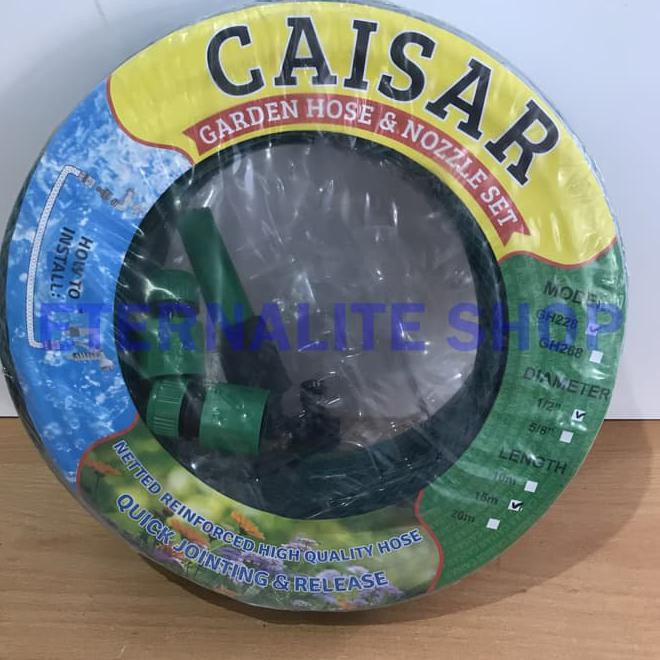 CAISAR
GARDEN HOSE & NOZZLE SET
HOW TO
INSTALL:
ETERNALITE SHOP
MODEL
GH228
GH268
DIAMETER
1/2"
5/8"
LENGTH
10m
15m
20m
NETTED REINFORCED HIGH QUALITY HOSE
QUICK JOINTING & RELEASE